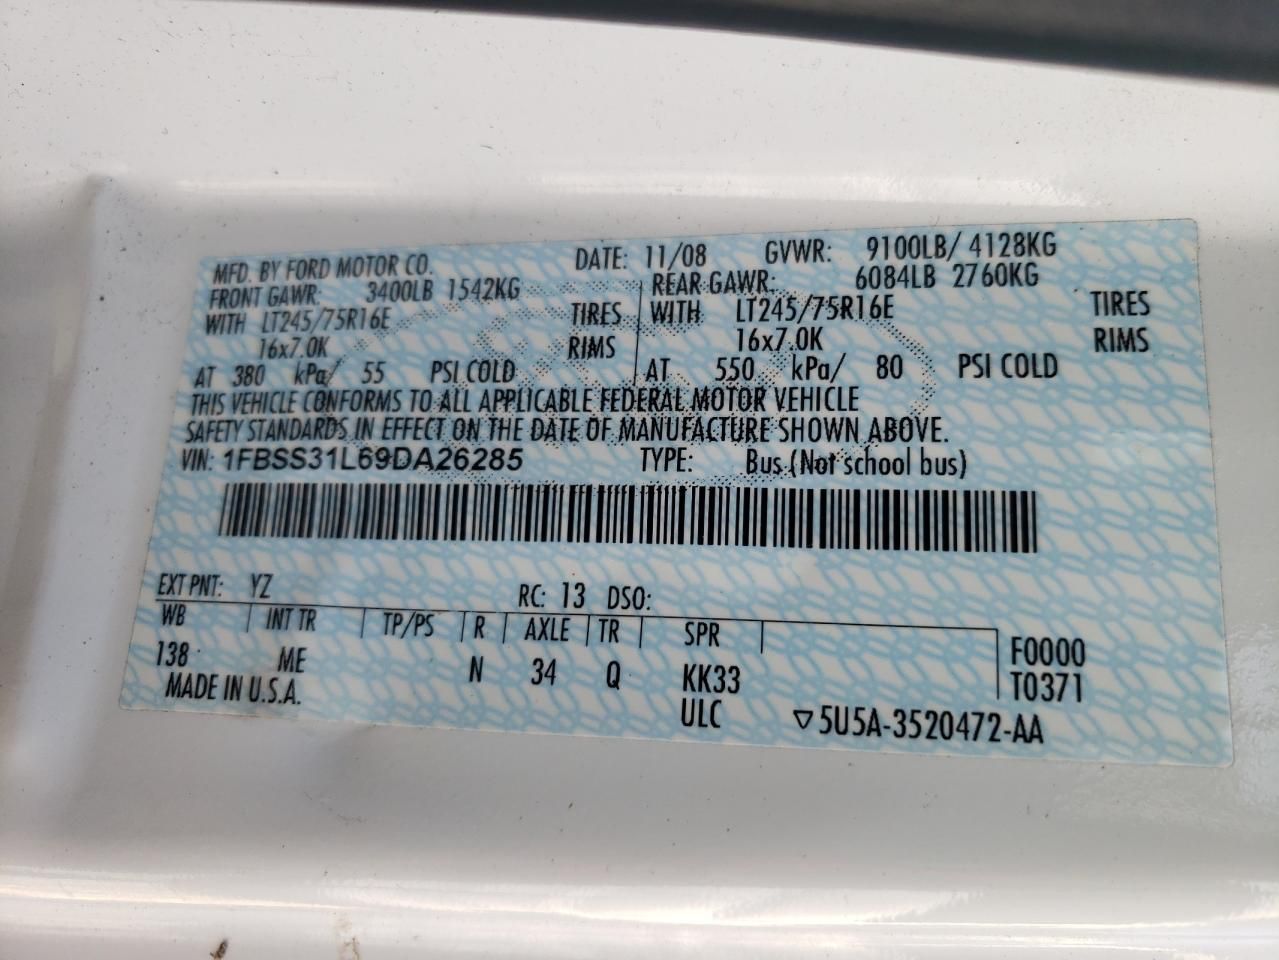 MFD. BY FORD MOTOR CO. DATE: 11/08 GVWR: 9100LB/ 4128KG
FRONT GAWR: 3400LB 1542KG REAR GAWR: 6084LB 2760KG
WITH LT245/75R16E TIRES WITH LT245/75R16E TIRES
16x7.0K RIMS 16x7.0K RIMS
AT 380 kPa/ 55 PSI COLD AT 550 kPa/ 80 PSI COLD
THIS VEHICLE CONFORMS TO ALL APPLICABLE FEDERAL MOTOR VEHICLE
SAFETY STANDARDS IN EFFECT ON THE DATE OF MANUFACTURE SHOWN ABOVE.
VIN: 1FBSS31L69DA26285 TYPE: Bus (Not school bus)
EXT PNT: YZ RC: 13 DSO:
WB INT TR TP/PS R AXLE TR SPR F0000
138 ME N 34 Q KK33 T0371
MADE IN U.S.A. ULC ▽5U5A-3520472-AA